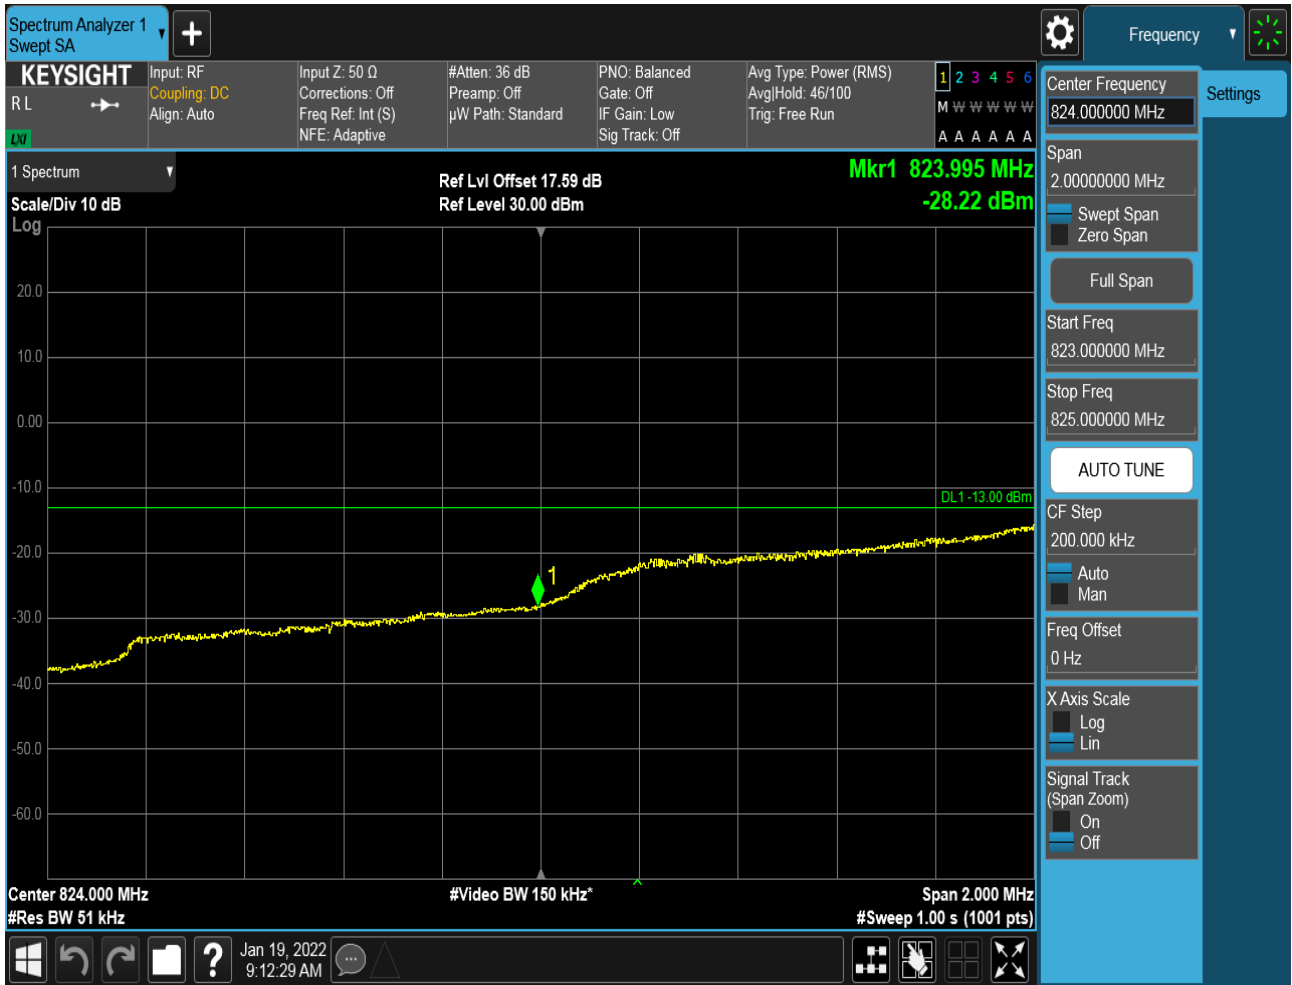 Spectrum Analyzer 1
Swept SA
Frequency
KEYSIGHT
R L
LXI
Input: RF
Coupling: DC
Align: Auto
Input Z: 50 Ω
Corrections: Off
Freq Ref: Int (S)
NFE: Adaptive
#Atten: 36 dB
Preamp: Off
µW Path: Standard
PNO: Balanced
Gate: Off
IF Gain: Low
Sig Track: Off
Avg Type: Power (RMS)
Avg|Hold: 46/100
Trig: Free Run
1 2 3 4 5 6
M W W W W W
A A A A A A
1 Spectrum
Scale/Div 10 dB
Log
Ref Lvl Offset 17.59 dB
Ref Level 30.00 dBm
Mkr1 823.995 MHz
-28.22 dBm
20.0
10.0
0.00
-10.0
DL1 -13.00 dBm
-20.0
1
-30.0
-40.0
-50.0
-60.0
Center 824.000 MHz
#Res BW 51 kHz
#Video BW 150 kHz*
Span 2.000 MHz
#Sweep 1.00 s (1001 pts)
Jan 19, 2022
9:12:29 AM
?
Settings
Center Frequency
824.000000 MHz
Span
2.00000000 MHz
Swept Span
Zero Span
Full Span
Start Freq
823.000000 MHz
Stop Freq
825.000000 MHz
AUTO TUNE
CF Step
200.000 kHz
Auto
Man
Freq Offset
0 Hz
X Axis Scale
Log
Lin
Signal Track
(Span Zoom)
On
Off